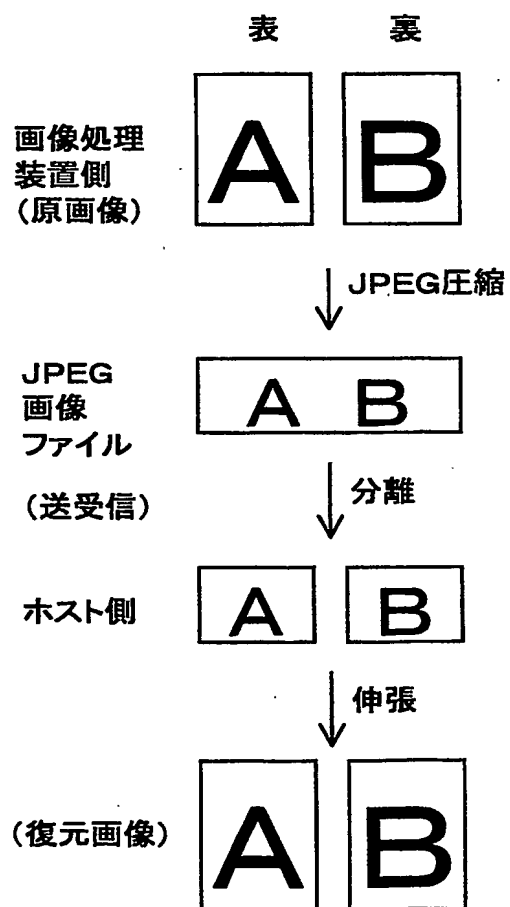 表 裏
画像処理
装置側
(原画像)
A B
JPEG圧縮
JPEG
画像
ファイル
A B
(送受信)
分離
ホスト側
A B
伸張
(復元画像)
A B